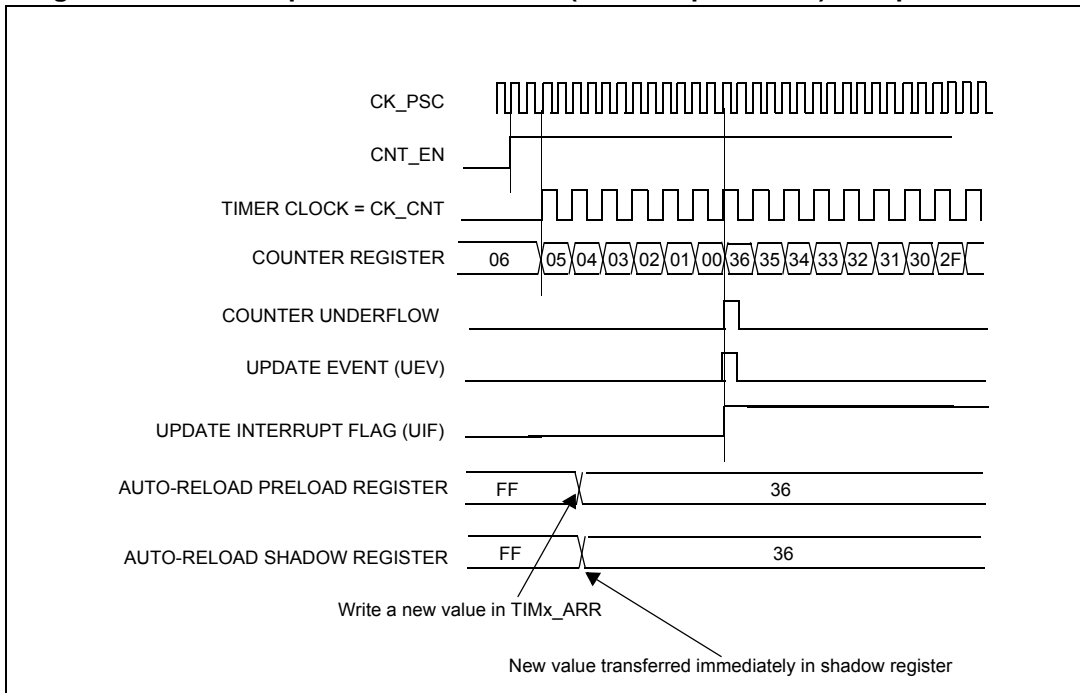 CK_PSC
CNT_EN
TIMER CLOCK = CK_CNT
COUNTER REGISTER 06 05 04 03 02 01 00 36 35 34 33 32 31 30 2F
COUNTER UNDERFLOW
UPDATE EVENT (UEV)
UPDATE INTERRUPT FLAG (UIF)
AUTO-RELOAD PRELOAD REGISTER FF 36
AUTO-RELOAD SHADOW REGISTER FF 36
Write a new value in TIMx_ARR
New value transferred immediately in shadow register